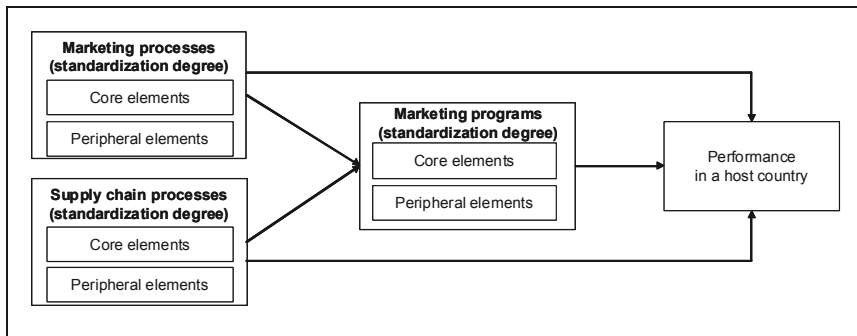 Marketing processes
(standardization degree)
Core elements
Peripheral elements
Supply chain processes
(standardization degree)
Core elements
Peripheral elements
Marketing programs
(standardization degree)
Core elements
Peripheral elements
Performance
in a host country